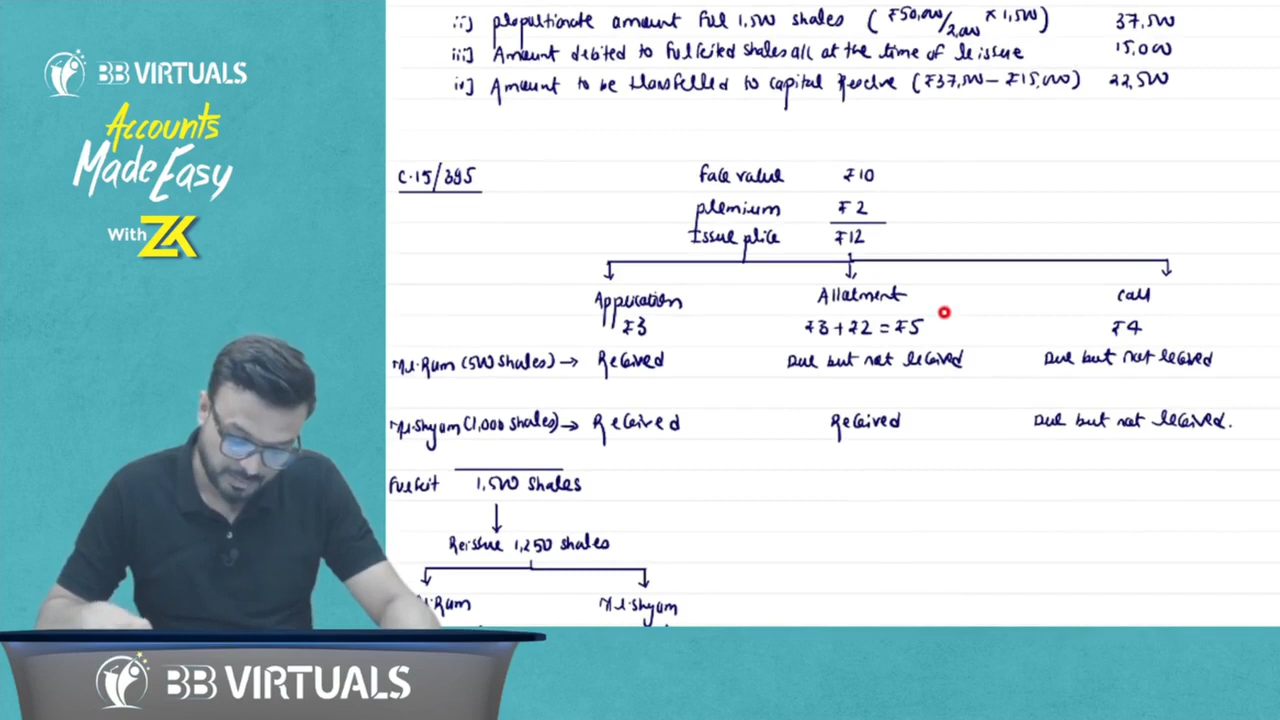 BB VIRTUALS
Accounts
Made Easy
With ZK
ii] proportionate amount for 1,500 shares (₹50,000/2,000 × 1,500) 37,500
iii] Amount debited to forfeited shares a/c at the time of reissue 15,000
iv] Amount to be transferred to capital Reserve (₹37,500 – ₹15,000) 22,500
C.15/395
face value ₹10
premium ₹2
Issue price ₹12
Application Allotment Call
₹3 ₹3+₹2 = ₹5 ₹4
Mr.Ram (500 shares) → Received Due but not received Due but not received
Mr.Shyam (1,000 shares) → Received Received Due but not received.
Forfeit 1,500 shares
Reissue 1,250 shares
Ram Mr.Shyam
BB VIRTUALS